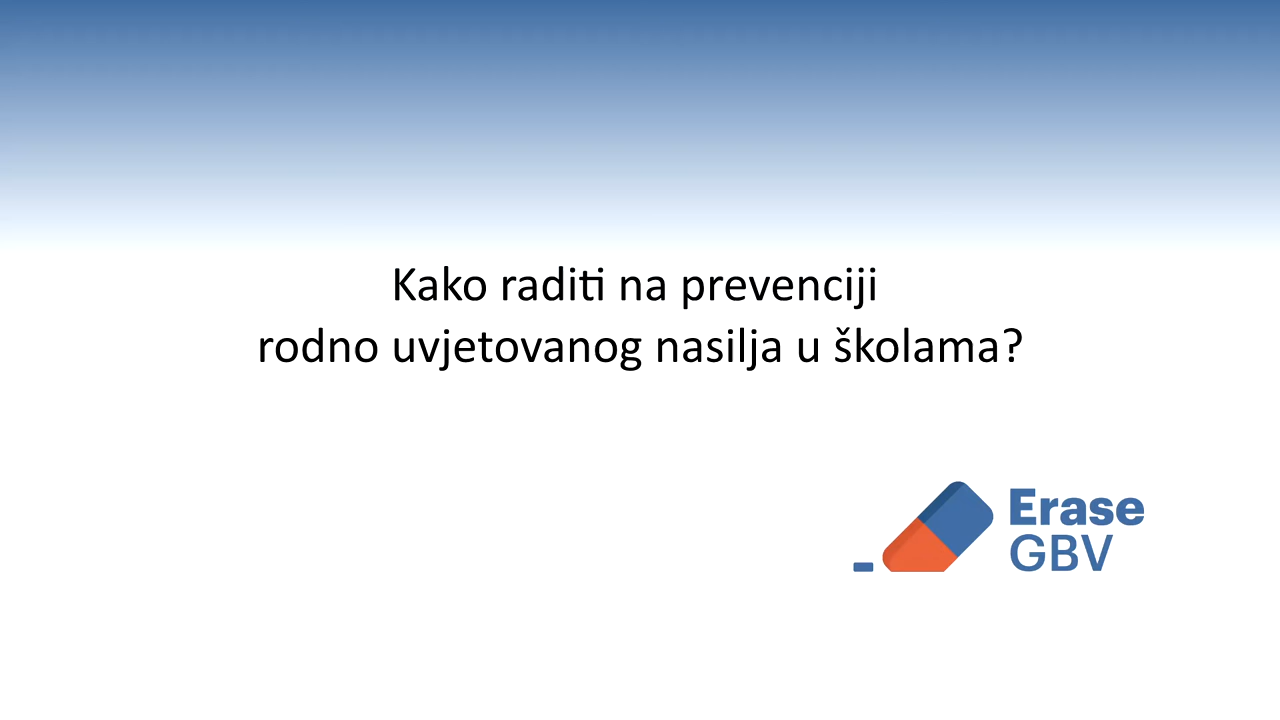 Kako raditi na prevenciji
rodno uvjetovanog nasilja u školama?
Erase
GBV